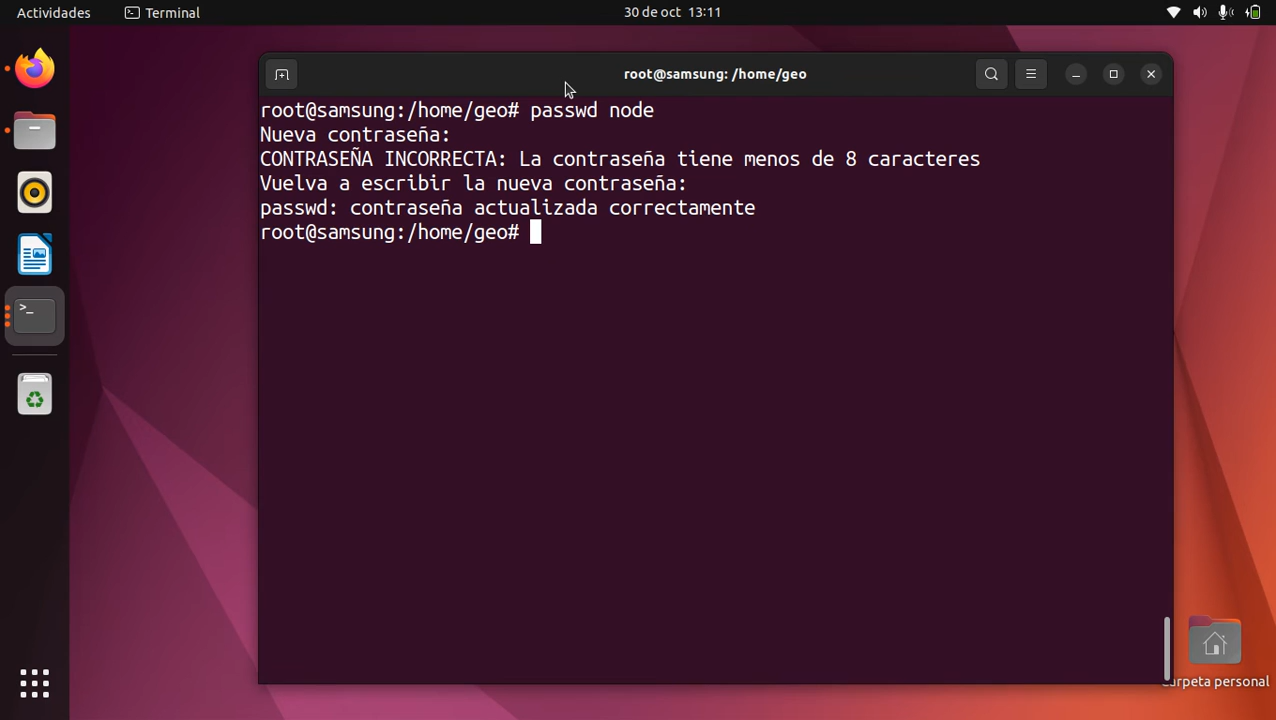 Actividades
Terminal
30 de oct 13:11
root@samsung: /home/geo
root@samsung:/home/geo# passwd node
Nueva contraseña:
CONTRASEÑA INCORRECTA: La contraseña tiene menos de 8 caracteres
Vuelva a escribir la nueva contraseña:
passwd: contraseña actualizada correctamente
root@samsung:/home/geo#
Carpeta personal